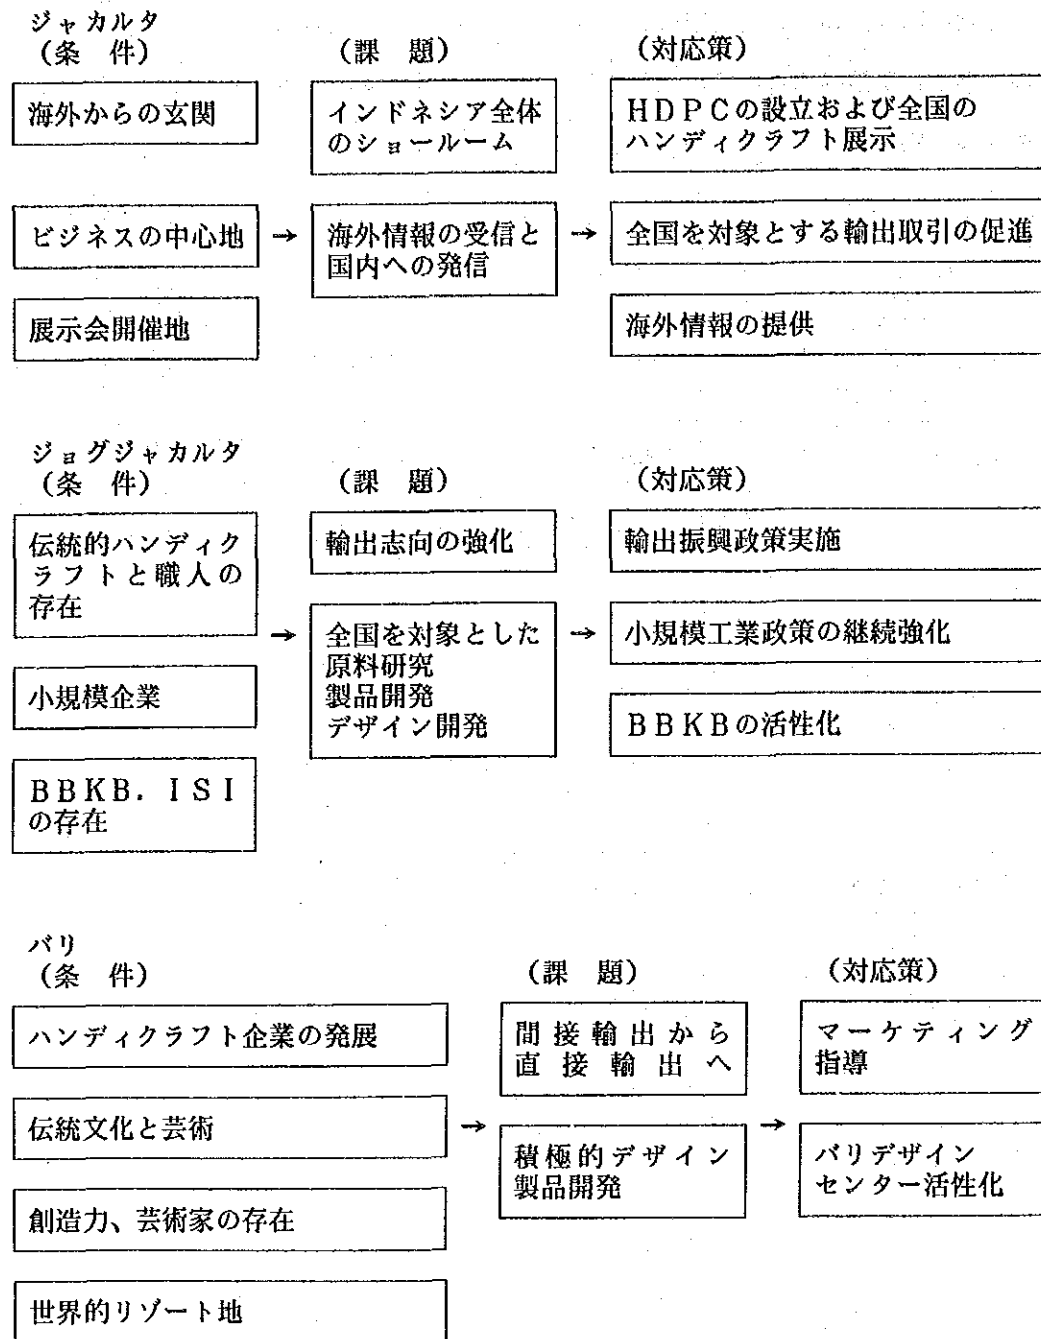 ジャカルタ
（条　件）
（課　題）
（対応策）
海外からの玄関
インドネシア全体
のショールーム
ＨＤＰＣの設立および全国の
ハンディクラフト展示
ビジネスの中心地
→
海外情報の受信と
国内への発信
→
全国を対象とする輸出取引の促進
展示会開催地
海外情報の提供
ジョグジャカルタ
（条　件）
（課　題）
（対応策）
伝統的ハンディク
ラフトと職人の
存在
輸出志向の強化
輸出振興政策実施
→
全国を対象とした
原料研究
製品開発
デザイン開発
→
小規模工業政策の継続強化
小規模企業
ＢＢＫＢの活性化
ＢＢＫＢ．ＩＳＩ
の存在
バリ
（条　件）
（課　題）
（対応策）
ハンディクラフト企業の発展
間接輸出から
直接輸出へ
マーケティング
指導
伝統文化と芸術
→
積極的デザイン
製品開発
→
バリデザイン
センター活性化
創造力、芸術家の存在
世界的リゾート地